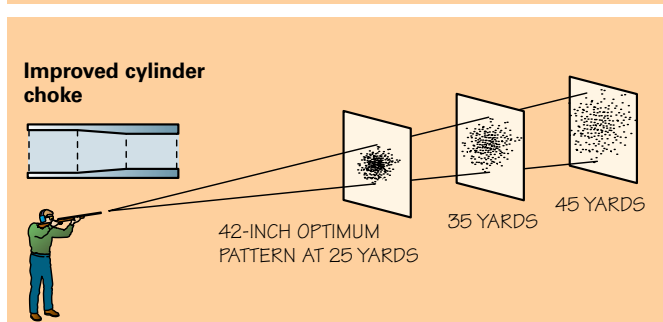 Improved cylinder
choke
42-INCH OPTIMUM
PATTERN AT 25 YARDS
35 YARDS
45 YARDS